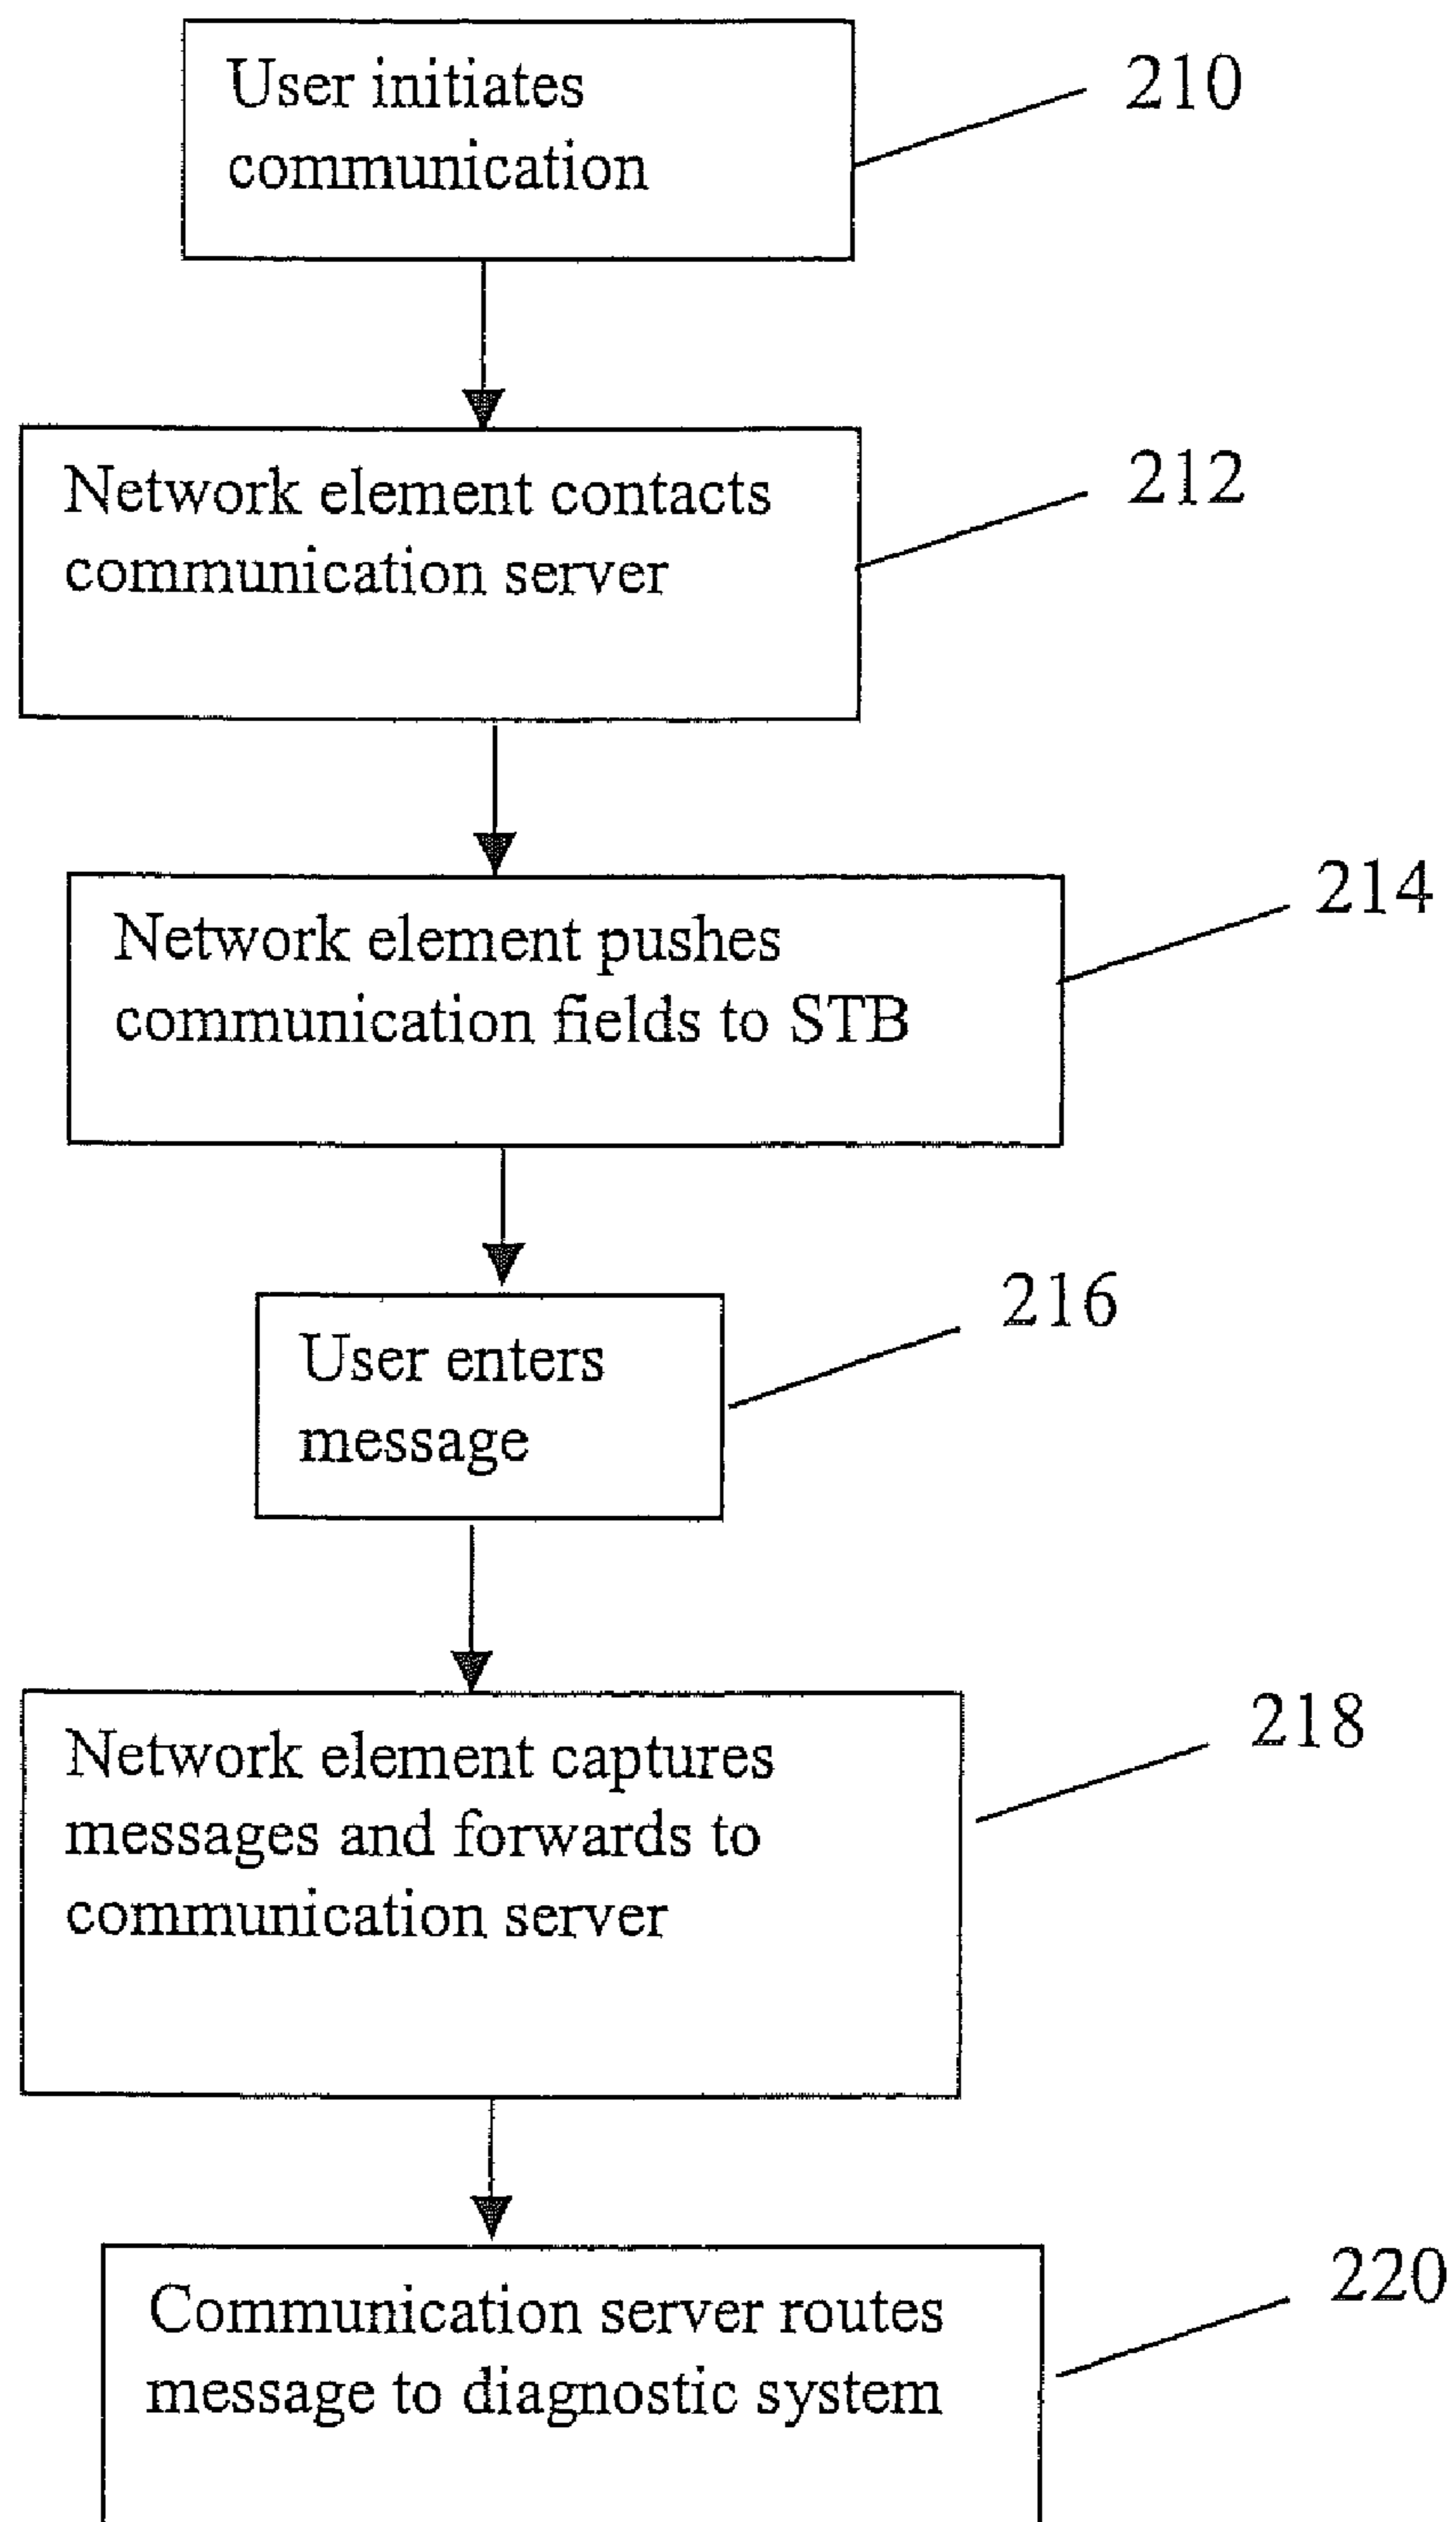 User initiates
communication
210
Network element contacts
communication server
212
Network element pushes
communication fields to STB
214
User enters
message
216
Network element captures
messages and forwards to
communication server
218
Communication server routes
message to diagnostic system
220